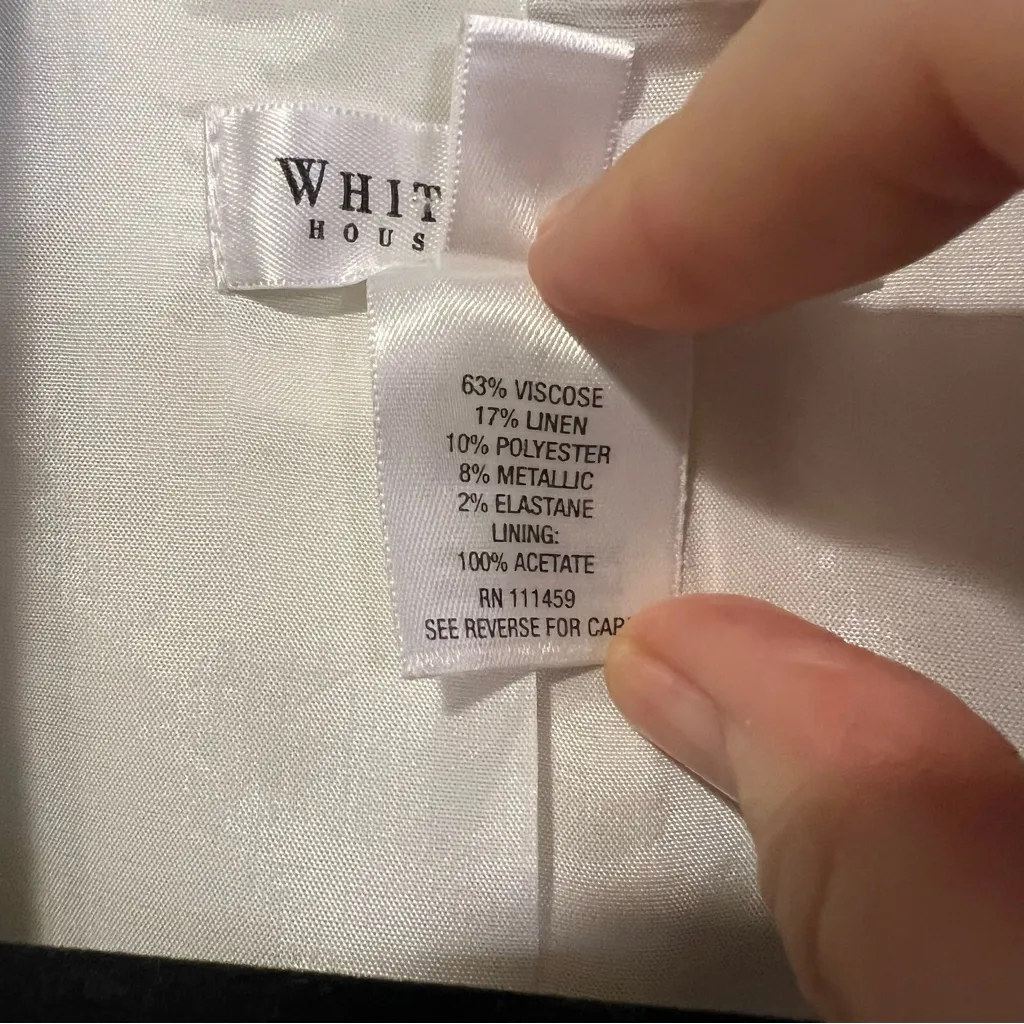 WHIT
HOUS
63% VISCOSE
17% LINEN
10% POLYESTER
8% METALLIC
2% ELASTANE
LINING:
100% ACETATE
RN 111459
SEE REVERSE FOR CAR